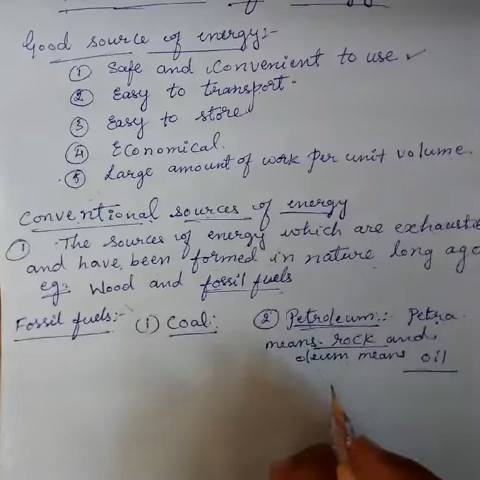 Good source of energy:-
① Safe and convenient to use ✓
② Easy to transport.
③ Easy to store
④ Economical.
⑤ Large amount of work per unit volume.
Conventional sources of energy
① The sources of energy which are
and have been formed in nature long ago
eg: Wood and fossil fuels
Fossil fuels:- (1) Coal: ② Petroleum:- Petra
means rock and
oleum means oil